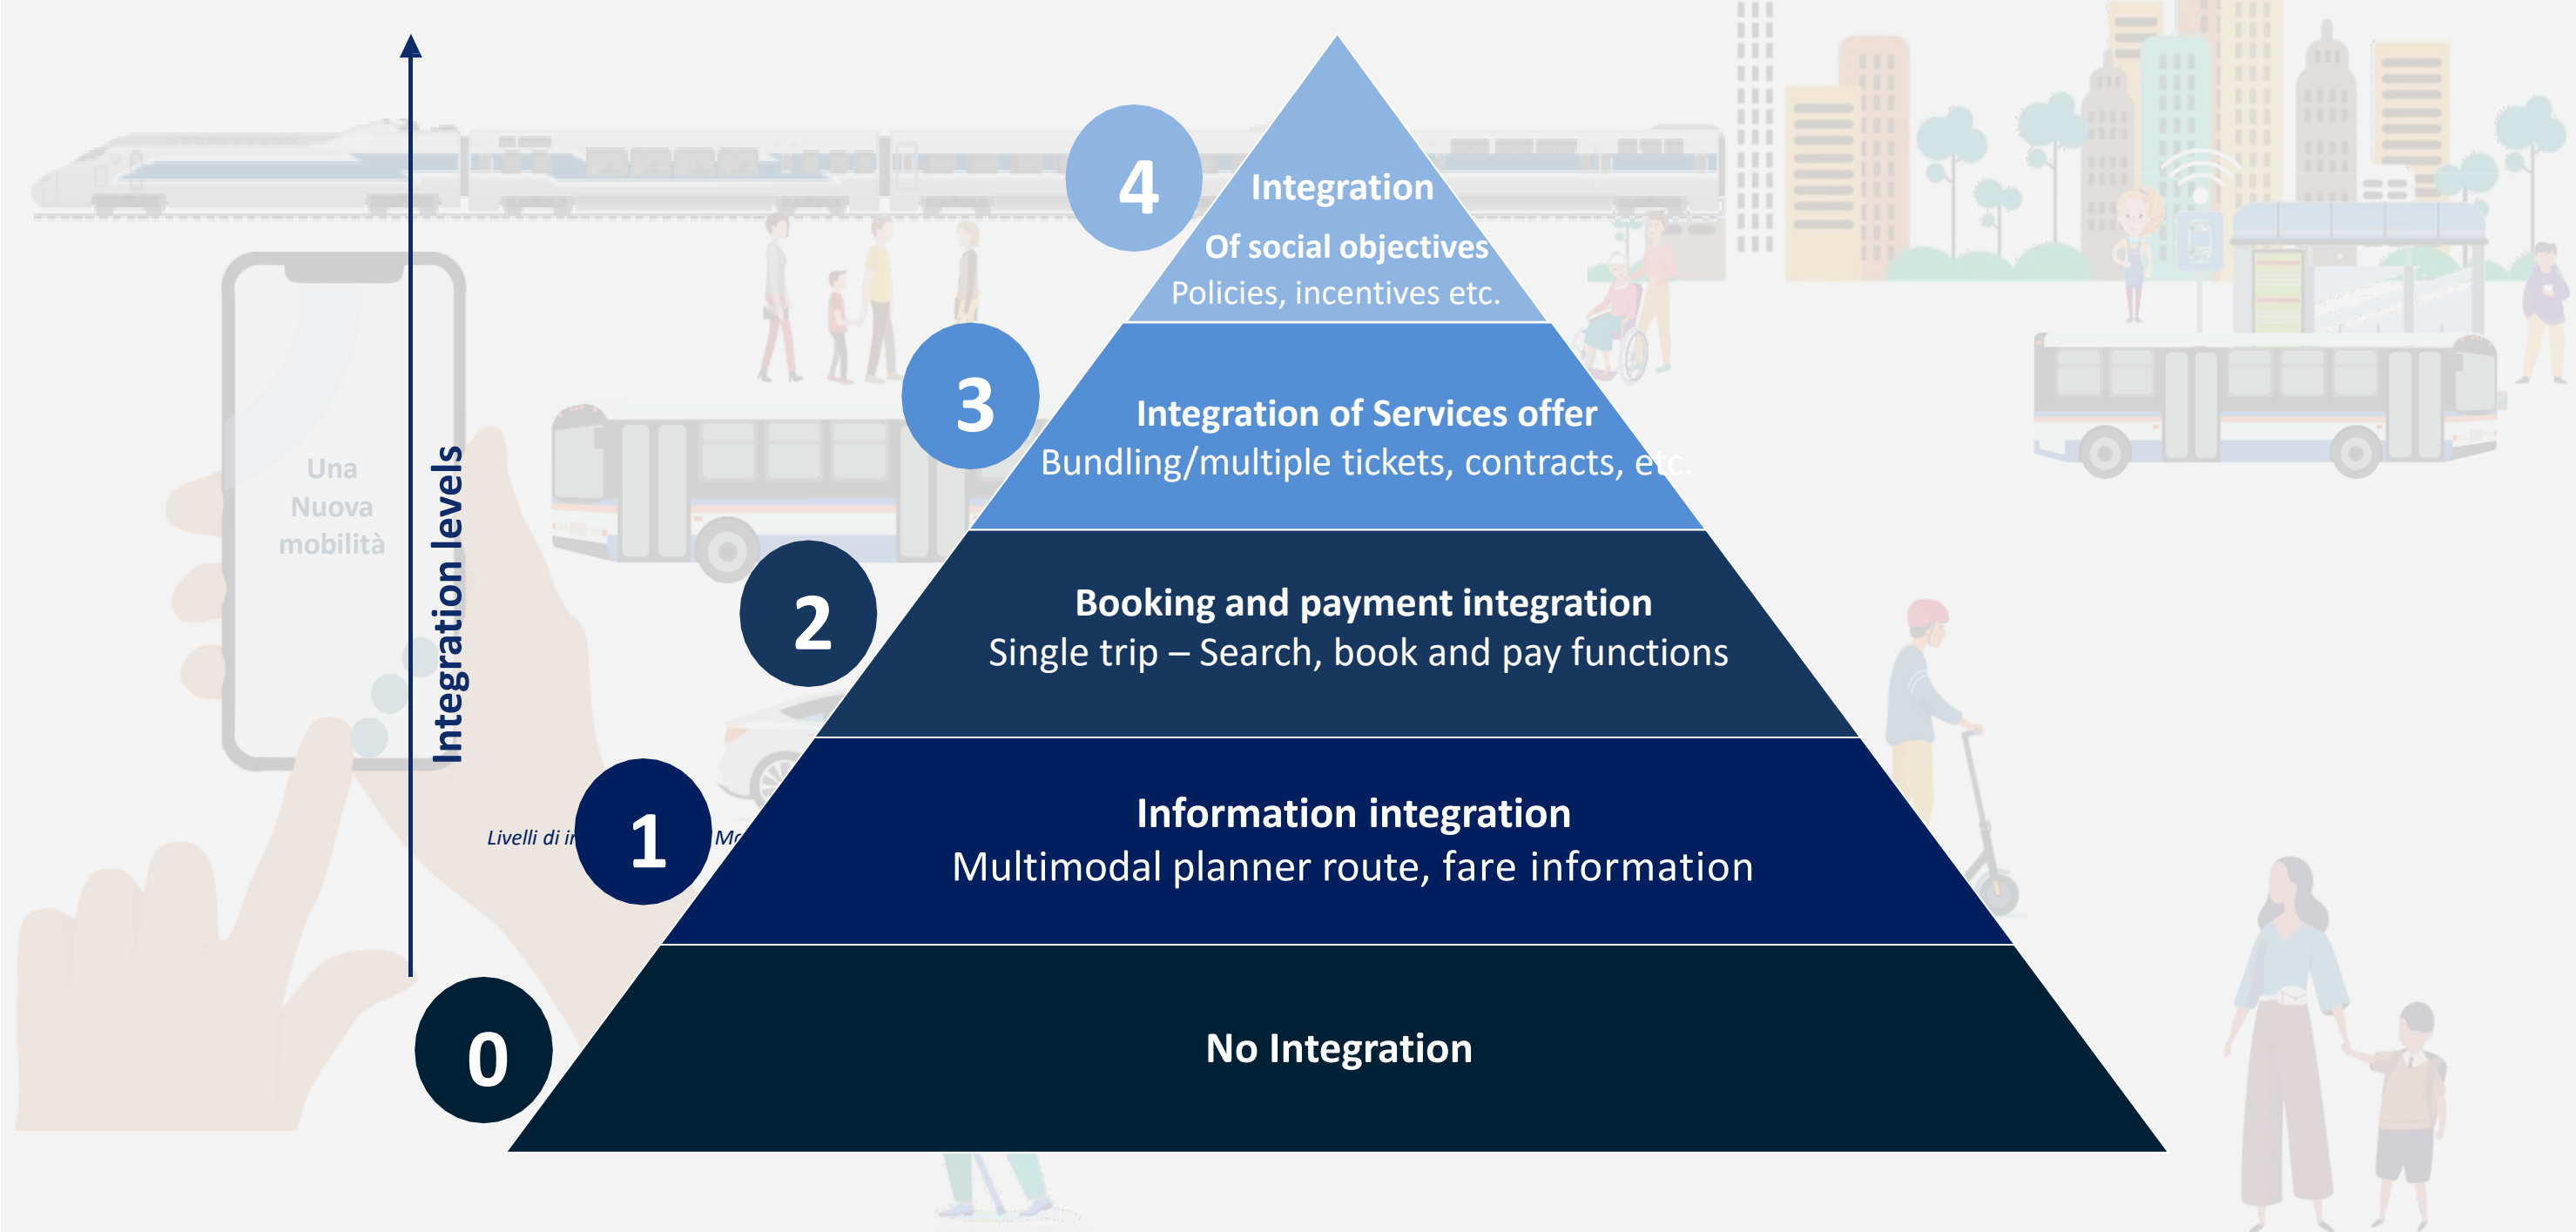 4
Integration
Of social objectives
Policies, incentives etc.
3
Integration of Services offer
Bundling/multiple tickets, contracts, etc.
Una
Nuova
mobilità
Integration levels
2
Booking and payment integration
Single trip – Search, book and pay functions
1
Information integration
Multimodal planner route, fare information
Livelli di
0
No Integration